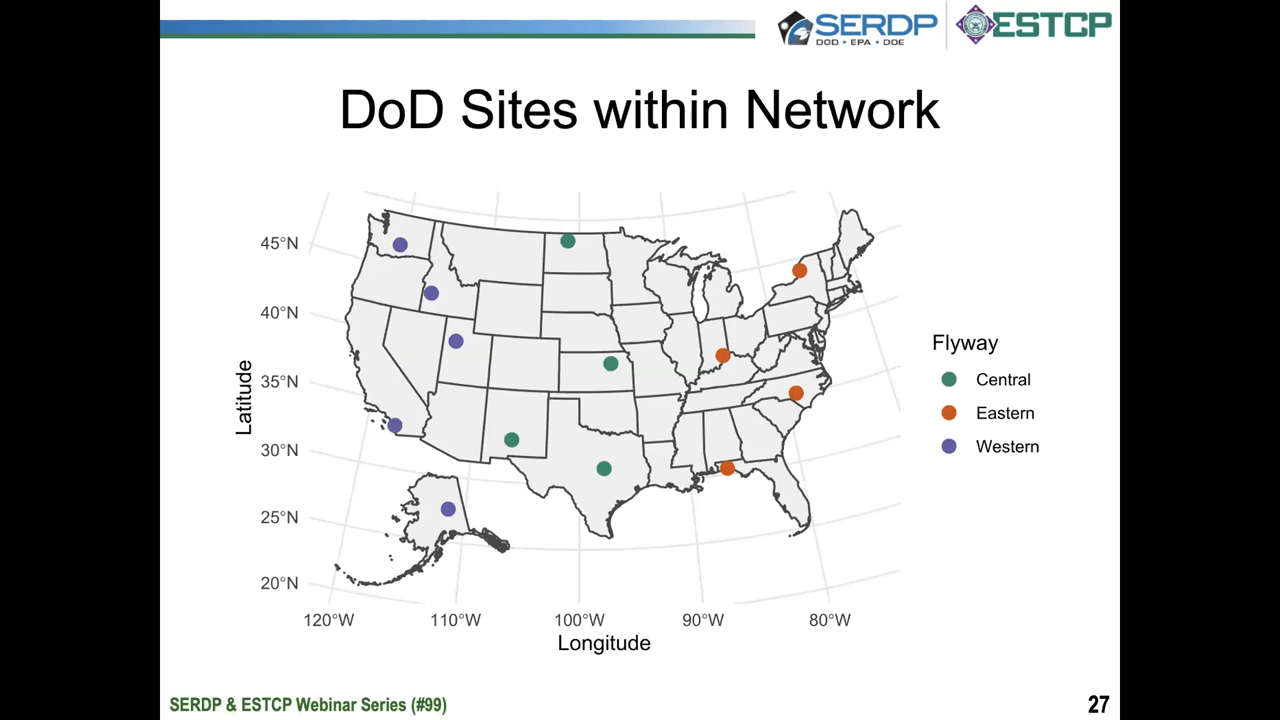 SERDP
DOD • EPA • DOE
ESTCP
DoD Sites within Network
45°N
40°N
35°N
30°N
25°N
20°N
Latitude
120°W 110°W 100°W 90°W 80°W
Longitude
Flyway
Central
Eastern
Western
SERDP & ESTCP Webinar Series (#99)
27